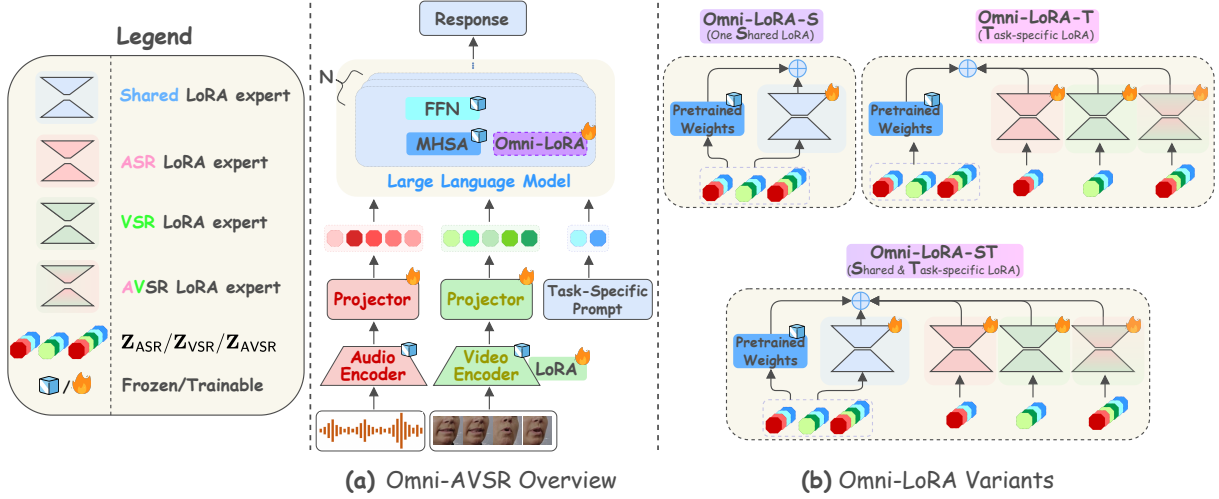 Legend
Shared LoRA expert
ASR LoRA expert
VSR LoRA expert
AVSR LoRA expert
Z_ASR/Z_VSR/Z_AVSR
/ Frozen/Trainable
Response
N
FFN
MHSA
Omni-LoRA
Large Language Model
Projector
Projector
Task-Specific
Prompt
Audio
Encoder
Video
Encoder
LoRA
(a) Omni-AVSR Overview
Omni-LoRA-S
(One Shared LoRA)
Pretrained
Weights
Omni-LoRA-T
(Task-specific LoRA)
Pretrained
Weights
Omni-LoRA-ST
(Shared & Task-specific LoRA)
Pretrained
Weights
(b) Omni-LoRA Variants